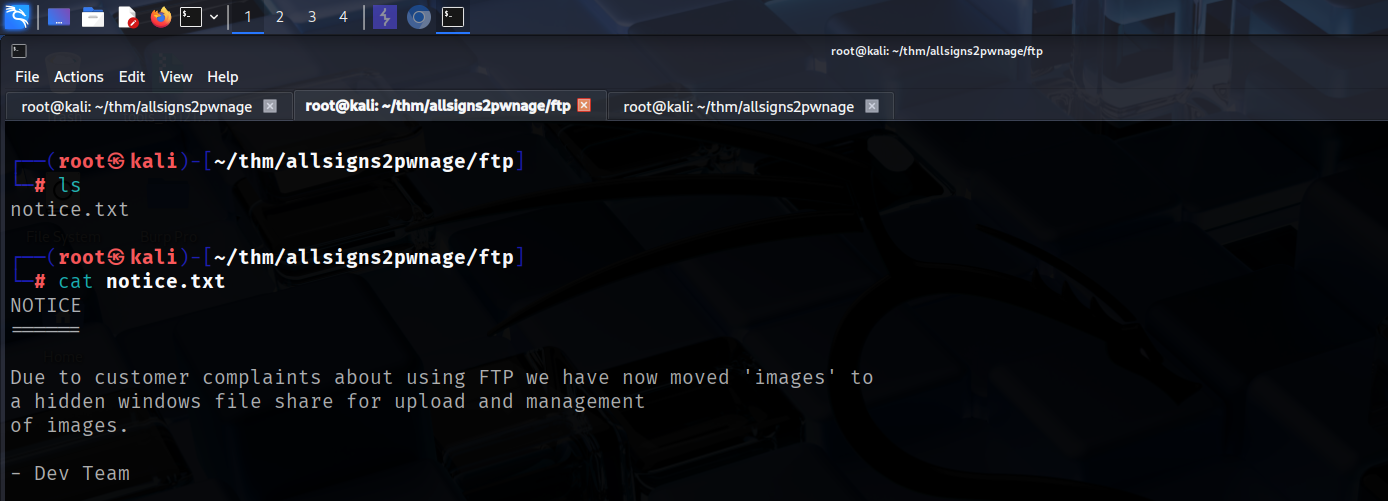 1 2 3 4
root@kali: ~/thm/allsigns2pwnage/ftp
File Actions Edit View Help
root@kali: ~/thm/allsigns2pwnage root@kali: ~/thm/allsigns2pwnage/ftp root@kali: ~/thm/allsigns2pwnage
┌──(root㉿kali)-[~/thm/allsigns2pwnage/ftp]
└─# ls
notice.txt
┌──(root㉿kali)-[~/thm/allsigns2pwnage/ftp]
└─# cat notice.txt
NOTICE
======
Due to customer complaints about using FTP we have now moved 'images' to
a hidden windows file share for upload and management
of images.
- Dev Team